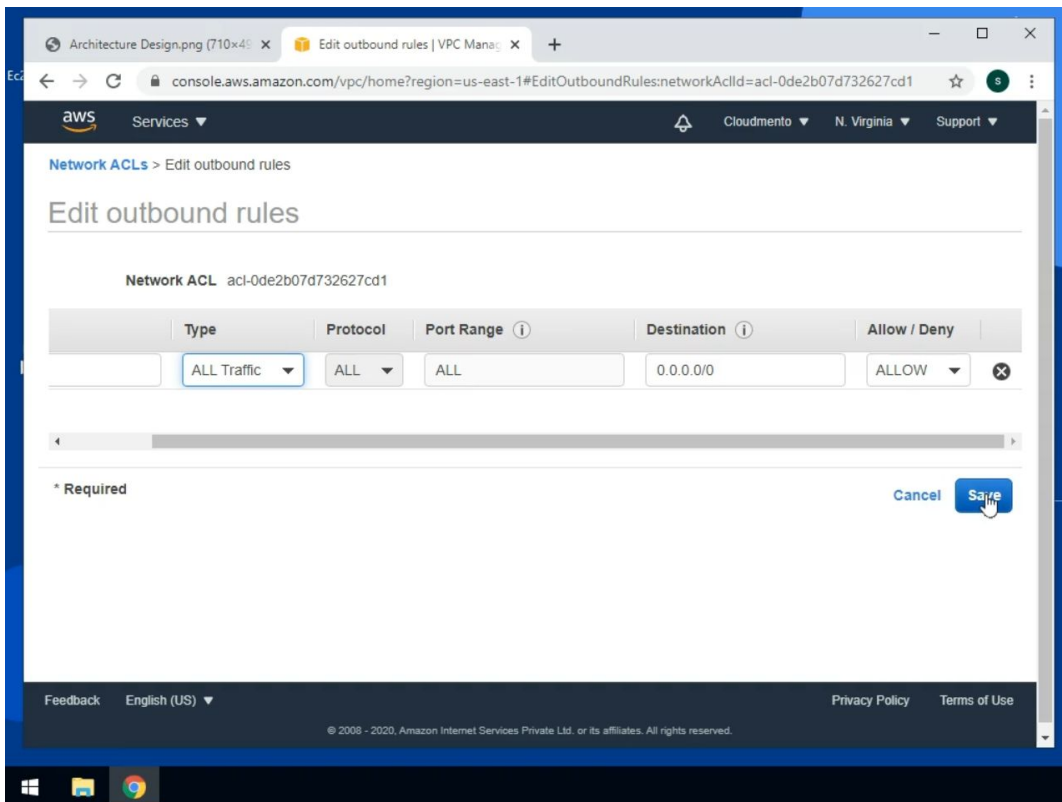 Architecture Design.png (710×49
Edit outbound rules | VPC Manag
Ec2
console.aws.amazon.com/vpc/home?region=us-east-1#EditOutboundRules:networkAclId=acl-0de2b07d732627cd1
s
aws Services Cloudmento N. Virginia Support
Network ACLs > Edit outbound rules
Edit outbound rules
Network ACL acl-0de2b07d732627cd1
Type Protocol Port Range i Destination i Allow / Deny
ALL Traffic ALL ALL 0.0.0.0/0 ALLOW
* Required
Cancel Save
Feedback English (US) Privacy Policy Terms of Use
© 2008 - 2020, Amazon Internet Services Private Ltd. or its affiliates. All rights reserved.